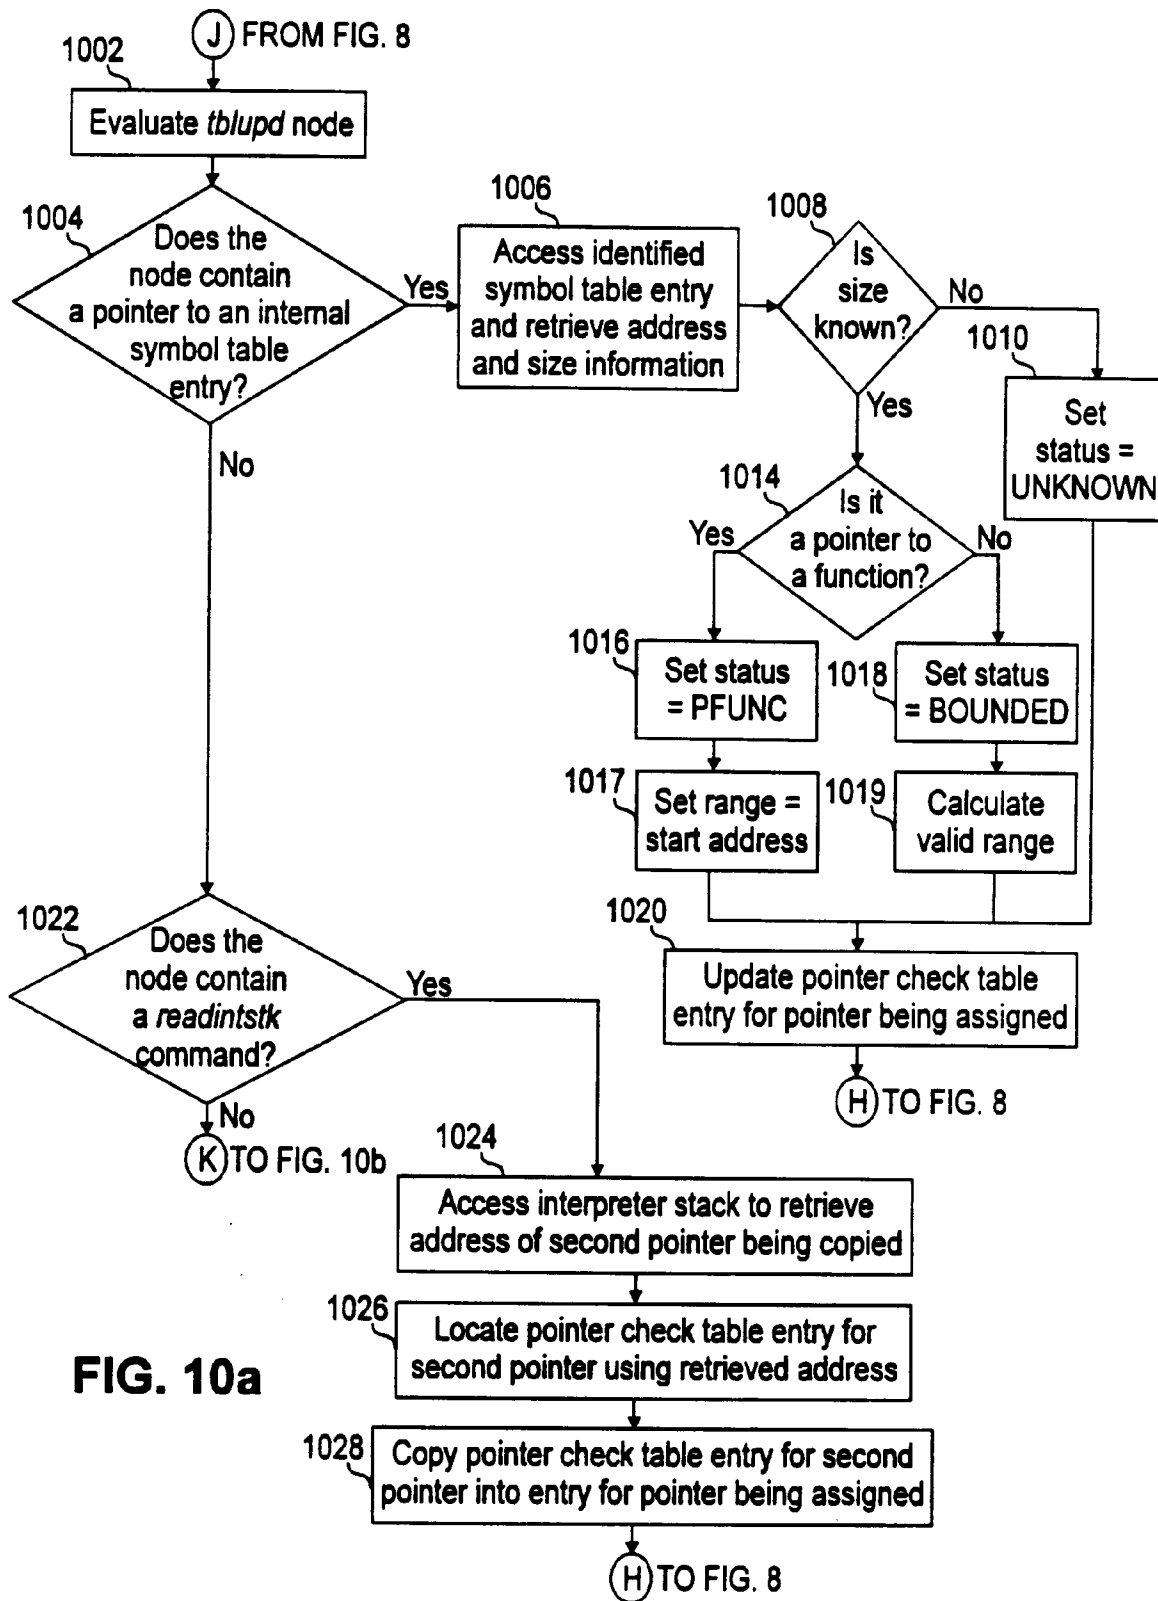 J FROM FIG. 8
1002
Evaluate tblupd node
1004
Does the
node contain
a pointer to an internal
symbol table
entry?
Yes
No
1006
Access identified
symbol table entry
and retrieve address
and size information
1008
Is
size
known?
No
Yes
1010
Set
status =
UNKNOWN
1014
Is it
a pointer to
a function?
Yes
No
1016
Set status
= PFUNC
1018
Set status
= BOUNDED
1017
Set range =
start address
1019
Calculate
valid range
1020
Update pointer check table
entry for pointer being assigned
H TO FIG. 8
1022
Does the
node contain
a readintstk
command?
Yes
No
K TO FIG. 10b
1024
Access interpreter stack to retrieve
address of second pointer being copied
1026
Locate pointer check table entry for
second pointer using retrieved address
FIG. 10a
1028
Copy pointer check table entry for second
pointer into entry for pointer being assigned
H TO FIG. 8